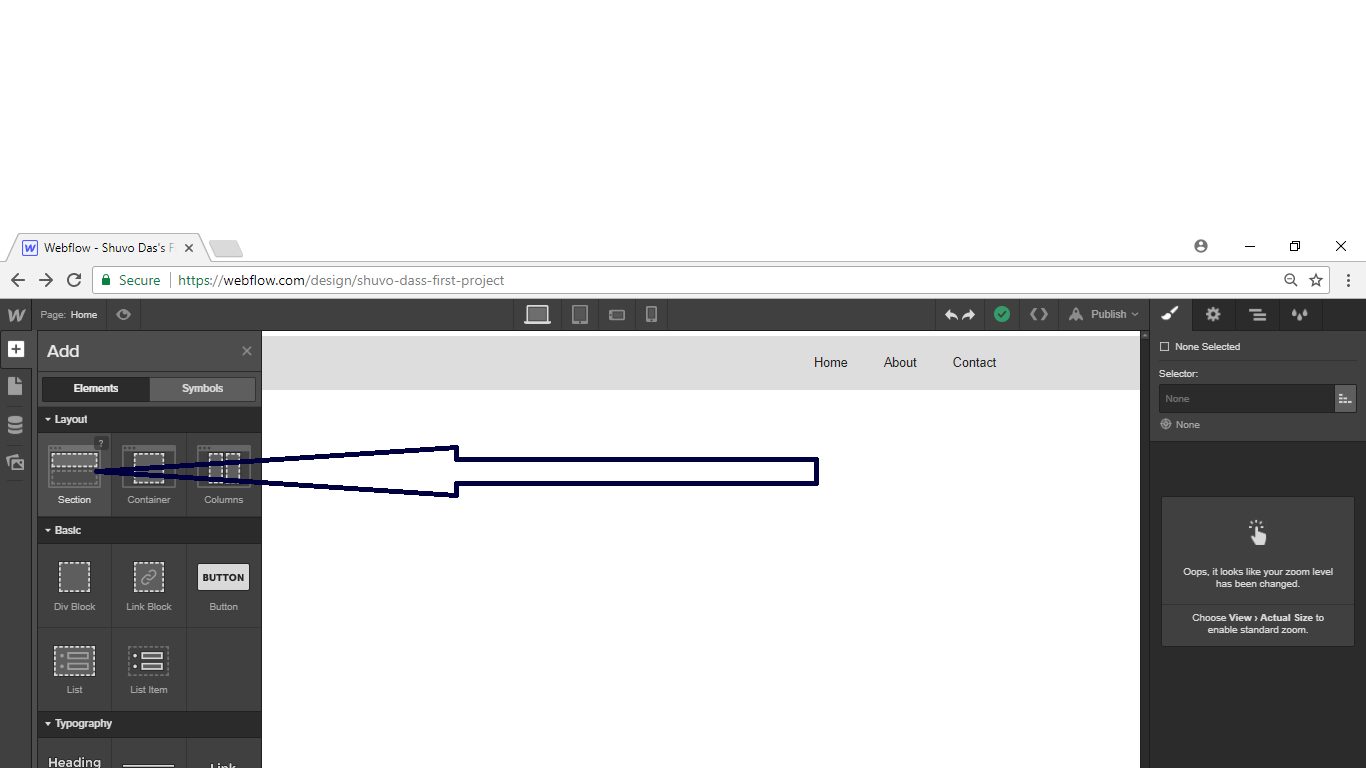 Webflow - Shuvo Das's F
Secure
https://webflow.com/design/shuvo-dass-first-project
Page: Home
Publish
Add
Elements
Symbols
Layout
?
Section
Container
Columns
Basic
Div Block
Link Block
BUTTON
Button
List
List Item
Typography
Heading
Home
About
Contact
None Selected
Selector:
None
None
Oops, it looks like your zoom level
has been changed.
Choose View › Actual Size to
enable standard zoom.